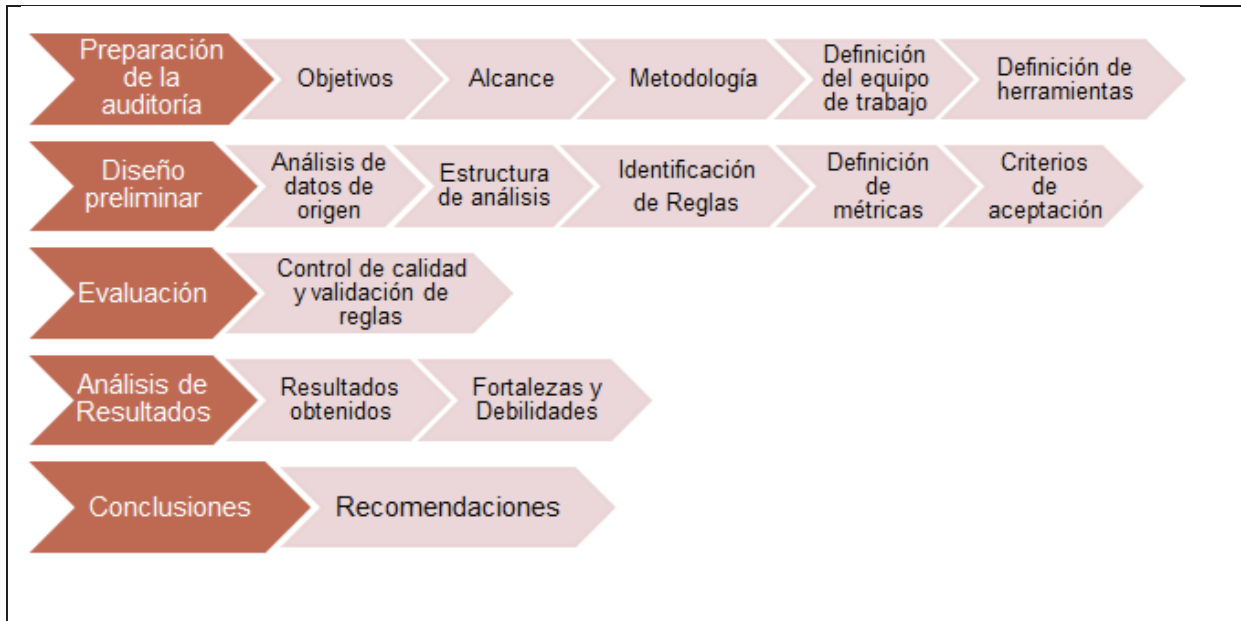 Preparación
de la
auditoría
Objetivos
Alcance
Metodología
Definición
del equipo
de trabajo
Definición de
herramientas
Diseño
preliminar
Análisis de
datos de
origen
Estructura
de análisis
Identificación
de Reglas
Definición
de
métricas
Criterios
de
aceptación
Evaluación
Control de calidad
y validación de
reglas
Análisis de
Resultados
Resultados
obtenidos
Fortalezas y
Debilidades
Conclusiones
Recomendaciones